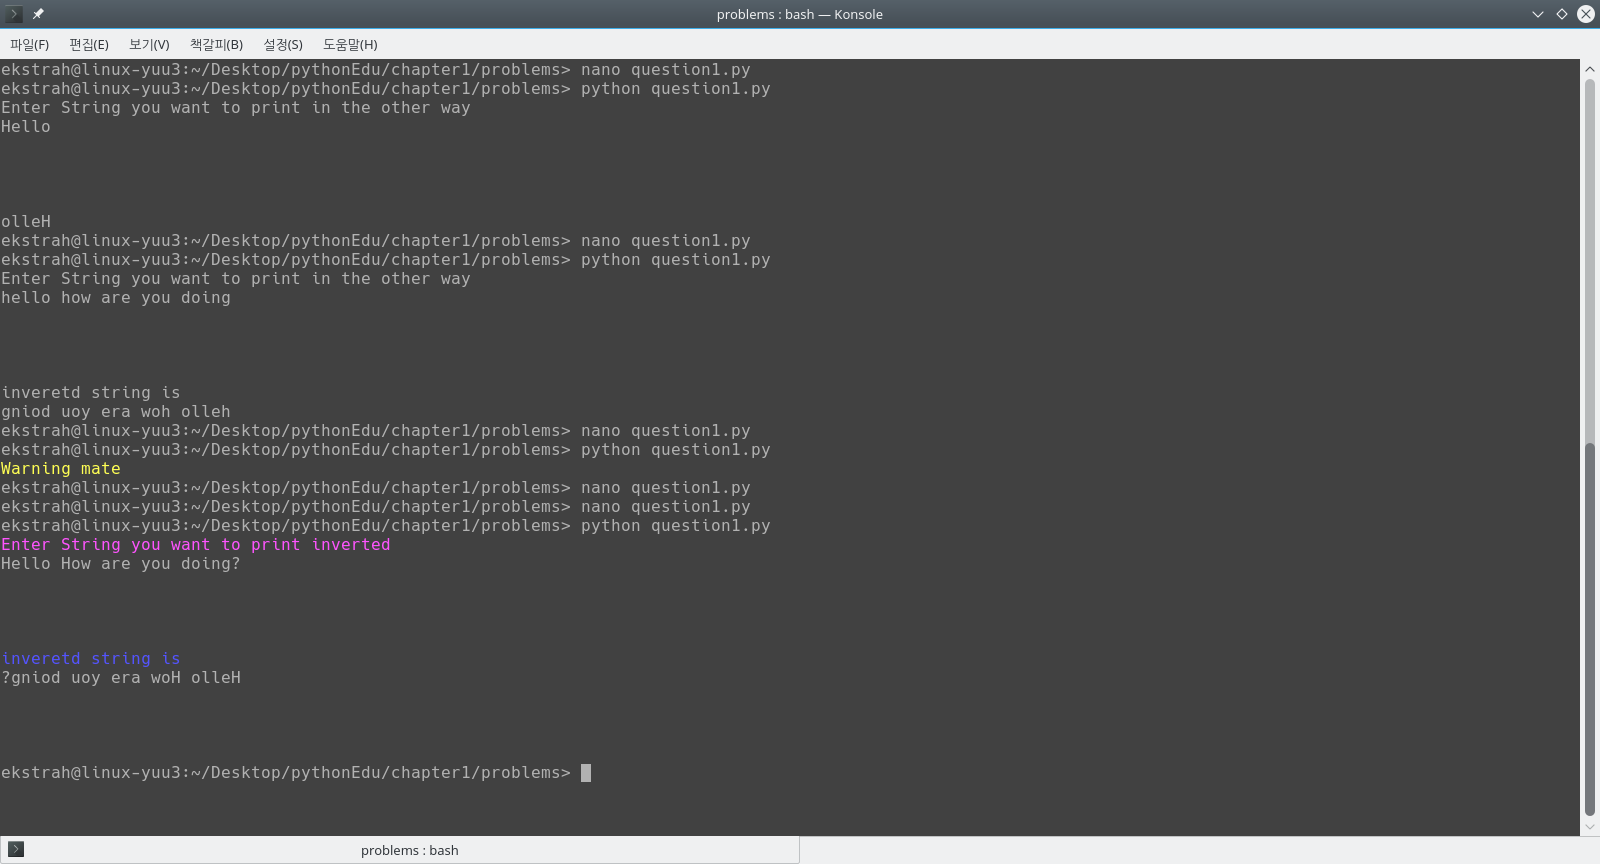 problems : bash — Konsole
파일(F) 편집(E) 보기(V) 책갈피(B) 설정(S) 도움말(H)
ekstrah@linux-yuu3:~/Desktop/pythonEdu/chapter1/problems> nano question1.py
ekstrah@linux-yuu3:~/Desktop/pythonEdu/chapter1/problems> python question1.py
Enter String you want to print in the other way
Hello
olleH
ekstrah@linux-yuu3:~/Desktop/pythonEdu/chapter1/problems> nano question1.py
ekstrah@linux-yuu3:~/Desktop/pythonEdu/chapter1/problems> python question1.py
Enter String you want to print in the other way
hello how are you doing
inveretd string is
gniod uoy era woh olleh
ekstrah@linux-yuu3:~/Desktop/pythonEdu/chapter1/problems> nano question1.py
ekstrah@linux-yuu3:~/Desktop/pythonEdu/chapter1/problems> python question1.py
Warning mate
ekstrah@linux-yuu3:~/Desktop/pythonEdu/chapter1/problems> nano question1.py
ekstrah@linux-yuu3:~/Desktop/pythonEdu/chapter1/problems> nano question1.py
ekstrah@linux-yuu3:~/Desktop/pythonEdu/chapter1/problems> python question1.py
Enter String you want to print inverted
Hello How are you doing?
inveretd string is
?gniod uoy era woH olleH
ekstrah@linux-yuu3:~/Desktop/pythonEdu/chapter1/problems>
problems : bash